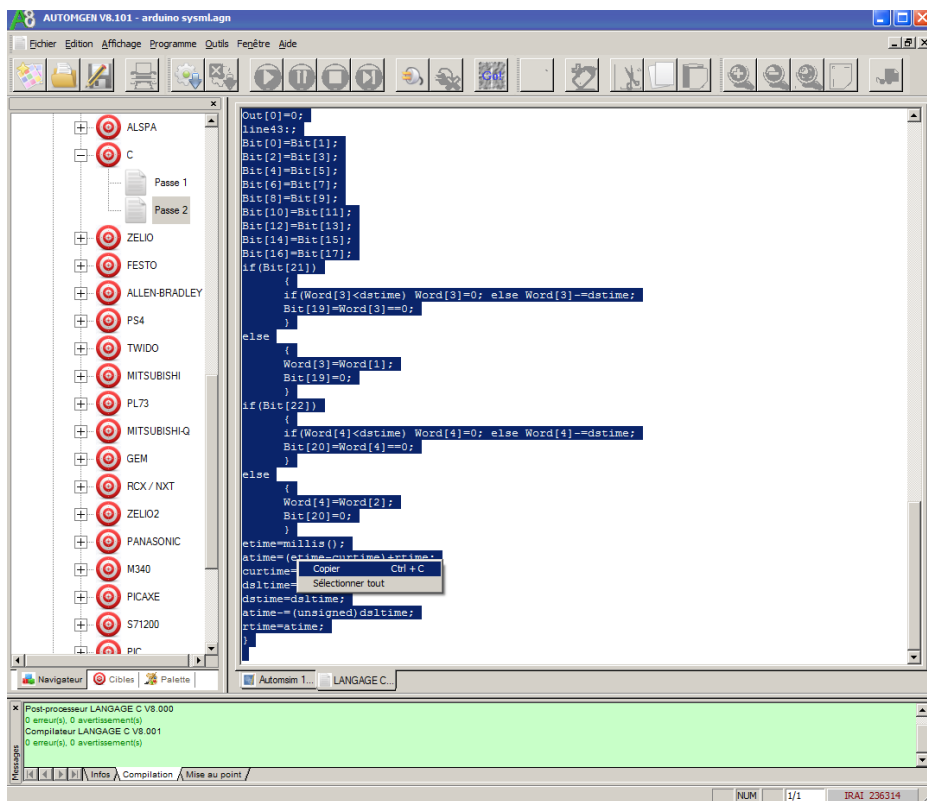 AUTOMGEN V8.101 - arduino sysml.agn
Fichier Edition Affichage Programme Outils Fenêtre Aide
Go!
ALSPA
C
Passe 1
Passe 2
ZELIO
FESTO
ALLEN-BRADLEY
PS4
TWIDO
MITSUBISHI
PL73
MITSUBISHI-Q
GEM
RCX / NXT
ZELIO2
PANASONIC
M340
PICAXE
S71200
PIC
Navigateur Cibles Palette
Out[0]=0;
line43:;
Bit[0]=Bit[1];
Bit[2]=Bit[3];
Bit[4]=Bit[5];
Bit[6]=Bit[7];
Bit[8]=Bit[9];
Bit[10]=Bit[11];
Bit[12]=Bit[13];
Bit[14]=Bit[15];
Bit[16]=Bit[17];
if(Bit[21])
{
if(Word[3]<dstime) Word[3]=0; else Word[3]-=dstime;
Bit[19]=Word[3]==0;
}
else
{
Word[3]=Word[1];
Bit[19]=0;
}
if(Bit[22])
{
if(Word[4]<dstime) Word[4]=0; else Word[4]-=dstime;
Bit[20]=Word[4]==0;
}
else
{
Word[4]=Word[2];
Bit[20]=0;
}
etime=millis();
atime=(etime-curtime)+rtime;
curtime=
dsltime=
dstime=dsltime;
atime-=(unsigned)dsltime;
rtime=atime;
}
Copier Ctrl + C
Sélectionner tout
Automsim 1... LANGAGE C...
Post-processeur LANGAGE C V8.000
0 erreur(s), 0 avertissement(s)
Compilateur LANGAGE C V8.001
0 erreur(s), 0 avertissement(s)
Messages
Infos Compilation Mise au point
NUM 1/1 IRAI 236314